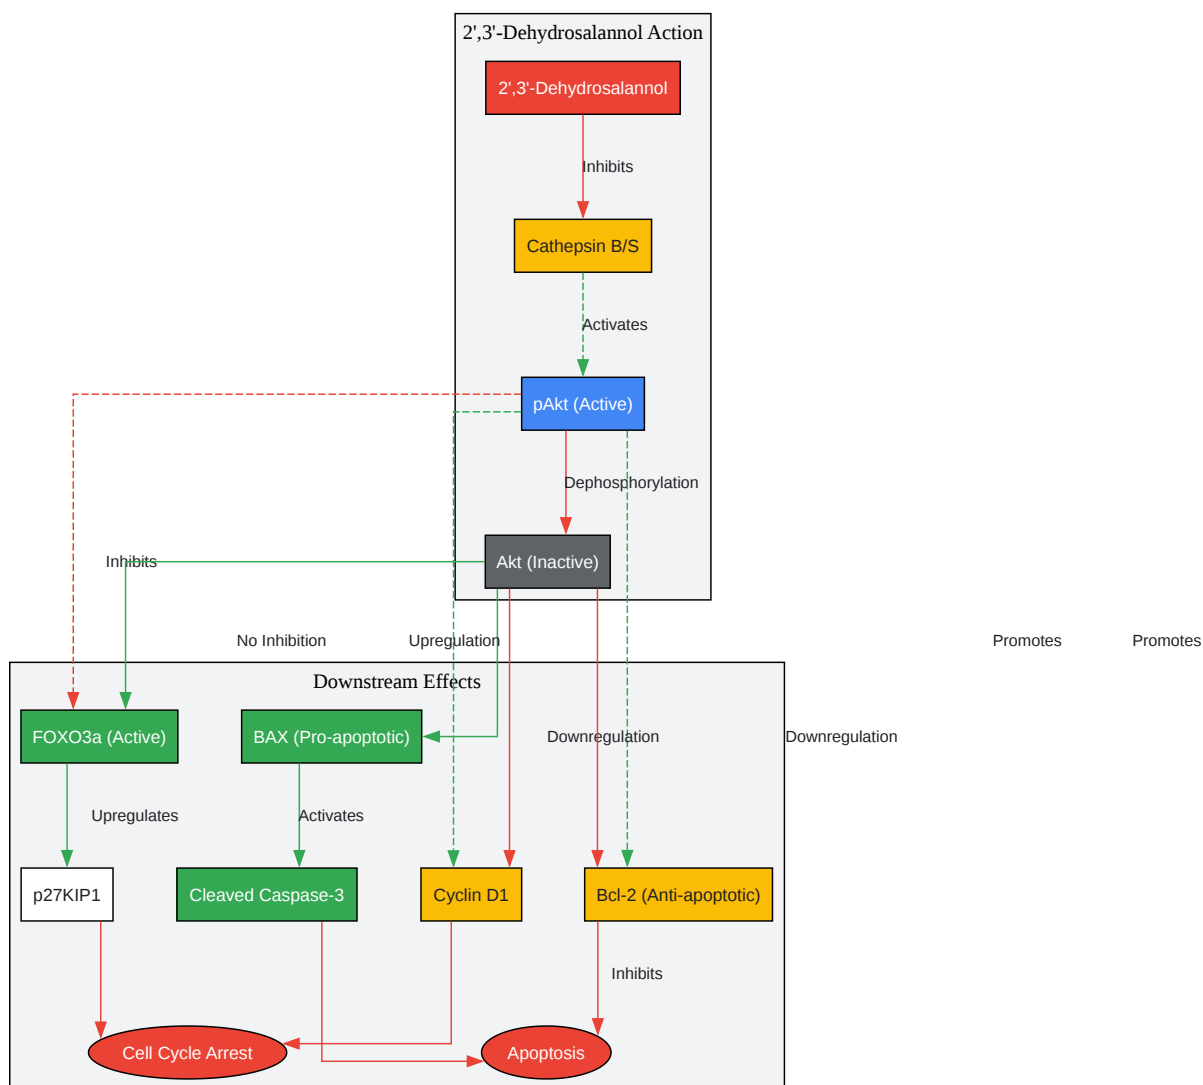 2',3'-Dehydrosalannol Action
2',3'-Dehydrosalannol
Inhibits
Cathepsin B/S
Activates
pAkt (Active)
Dephosphorylation
Akt (Inactive)
Inhibits
No Inhibition
Upregulation
Promotes
Promotes
Downstream Effects
FOXO3a (Active)
BAX (Pro-apoptotic)
Downregulation
Downregulation
Upregulates
Activates
p27KIP1
Cleaved Caspase-3
Cyclin D1
Bcl-2 (Anti-apoptotic)
Inhibits
Cell Cycle Arrest
Apoptosis